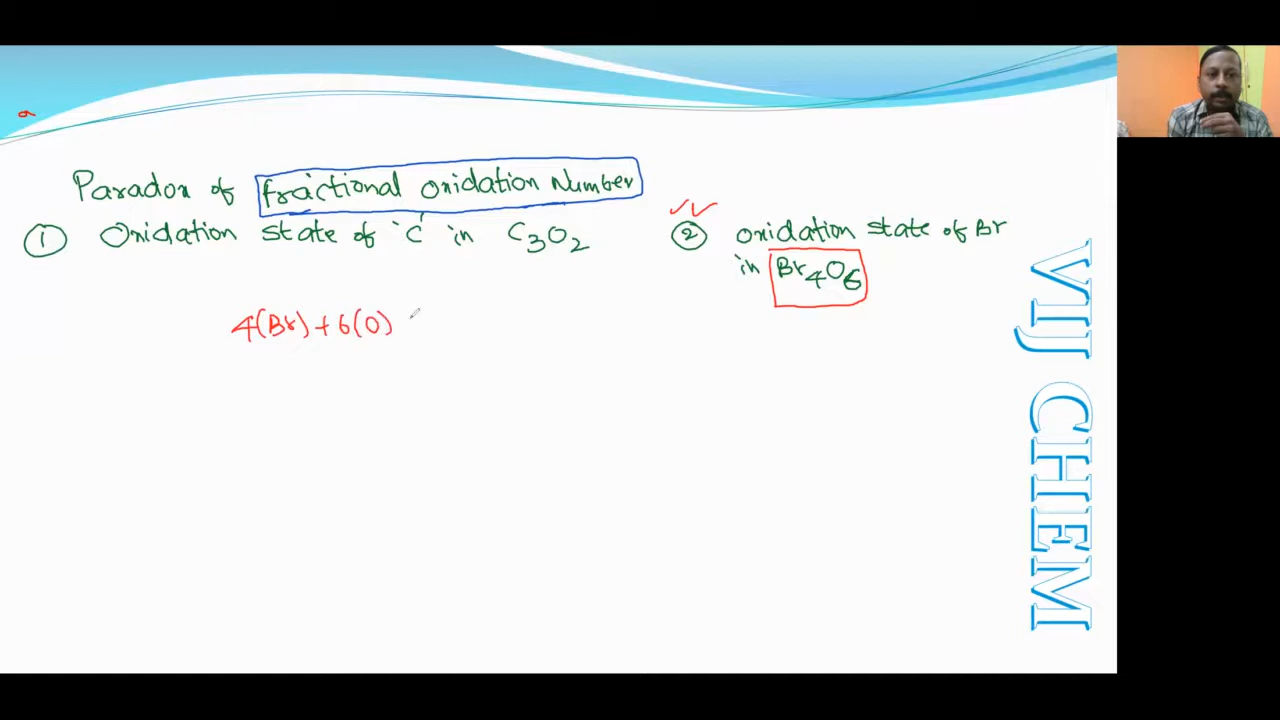 Paradox of fractional oxidation Number
① Oxidation state of 'C' in C₃O₂
② oxidation state of Br
in Br₄O₆
4(Br) + 6(O)
VIJ CHEM